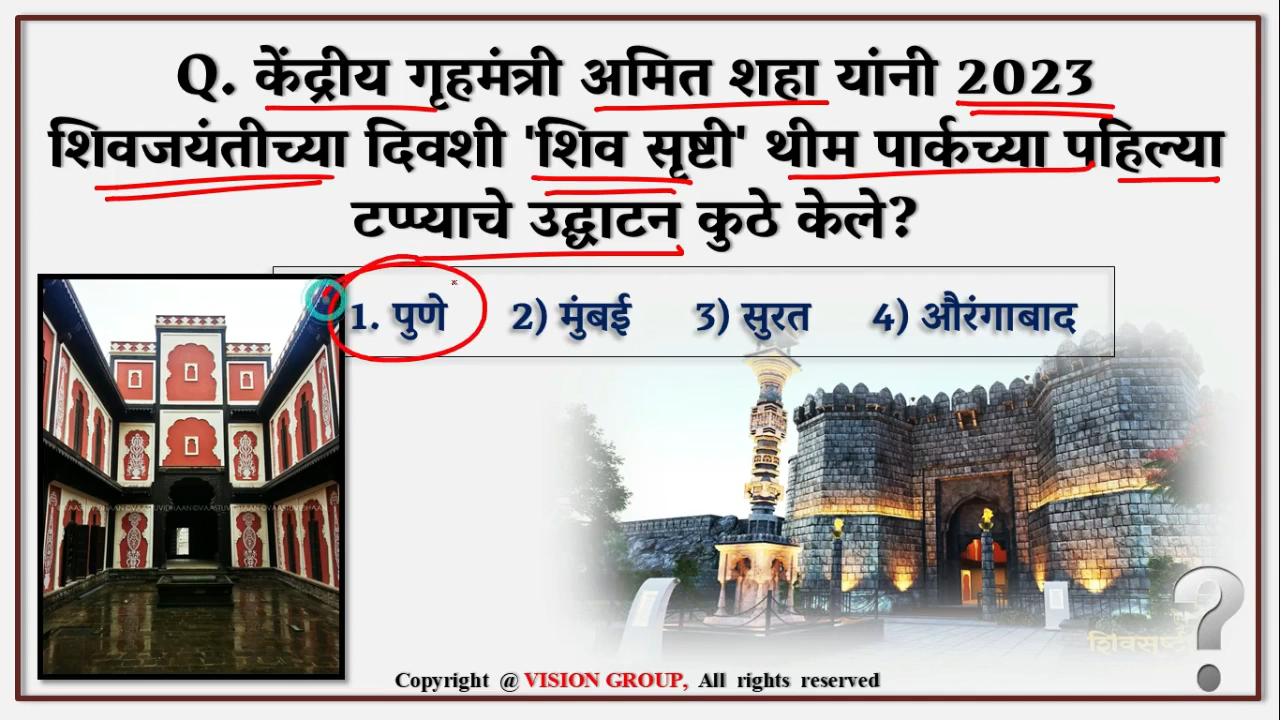 Q. केंद्रीय गृहमंत्री अमित शहा यांनी 2023
शिवजयंतीच्या दिवशी 'शिव सृष्टी' थीम पार्कच्या पहिल्या
टप्प्याचे उद्घाटन कुठे केले?
1. पुणे 2) मुंबई 3) सुरत 4) औरंगाबाद
शिवसृष्टी
Copyright @ VISION GROUP, All rights reserved